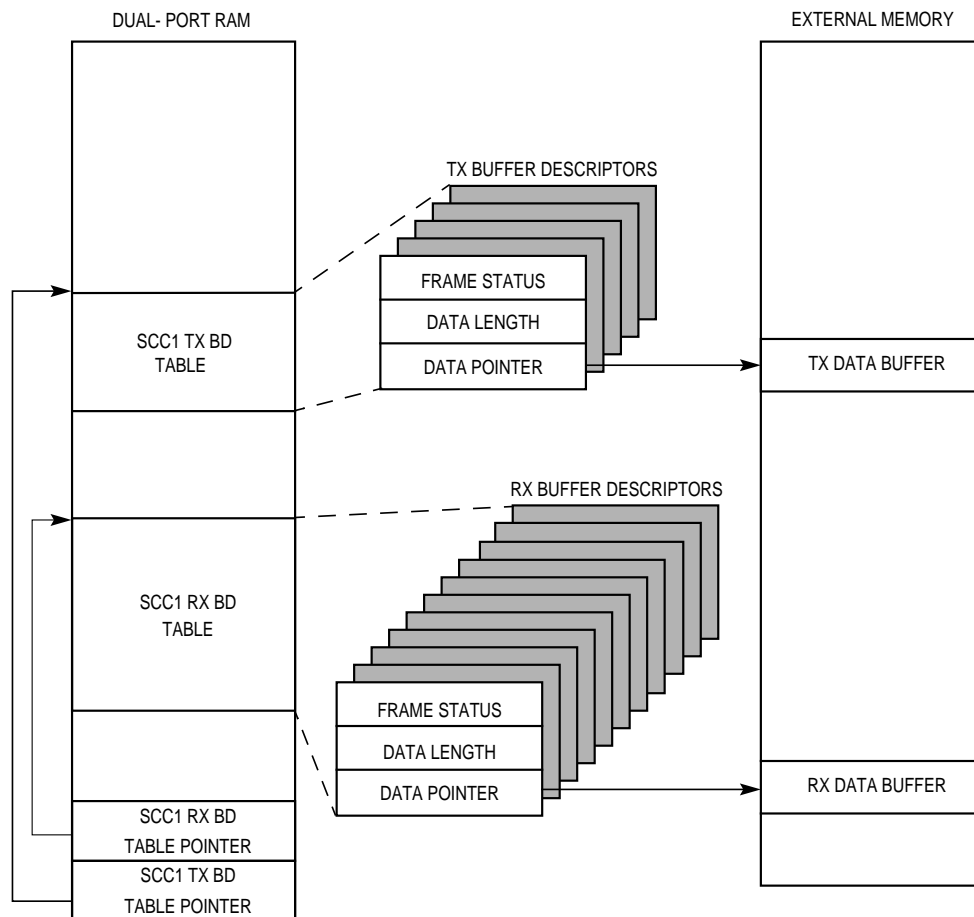 DUAL- PORT RAM
EXTERNAL MEMORY
TX BUFFER DESCRIPTORS
FRAME STATUS
DATA LENGTH
DATA POINTER
SCC1 TX BD
TABLE
TX DATA BUFFER
RX BUFFER DESCRIPTORS
SCC1 RX BD
TABLE
FRAME STATUS
DATA LENGTH
DATA POINTER
RX DATA BUFFER
SCC1 RX BD
TABLE POINTER
SCC1 TX BD
TABLE POINTER